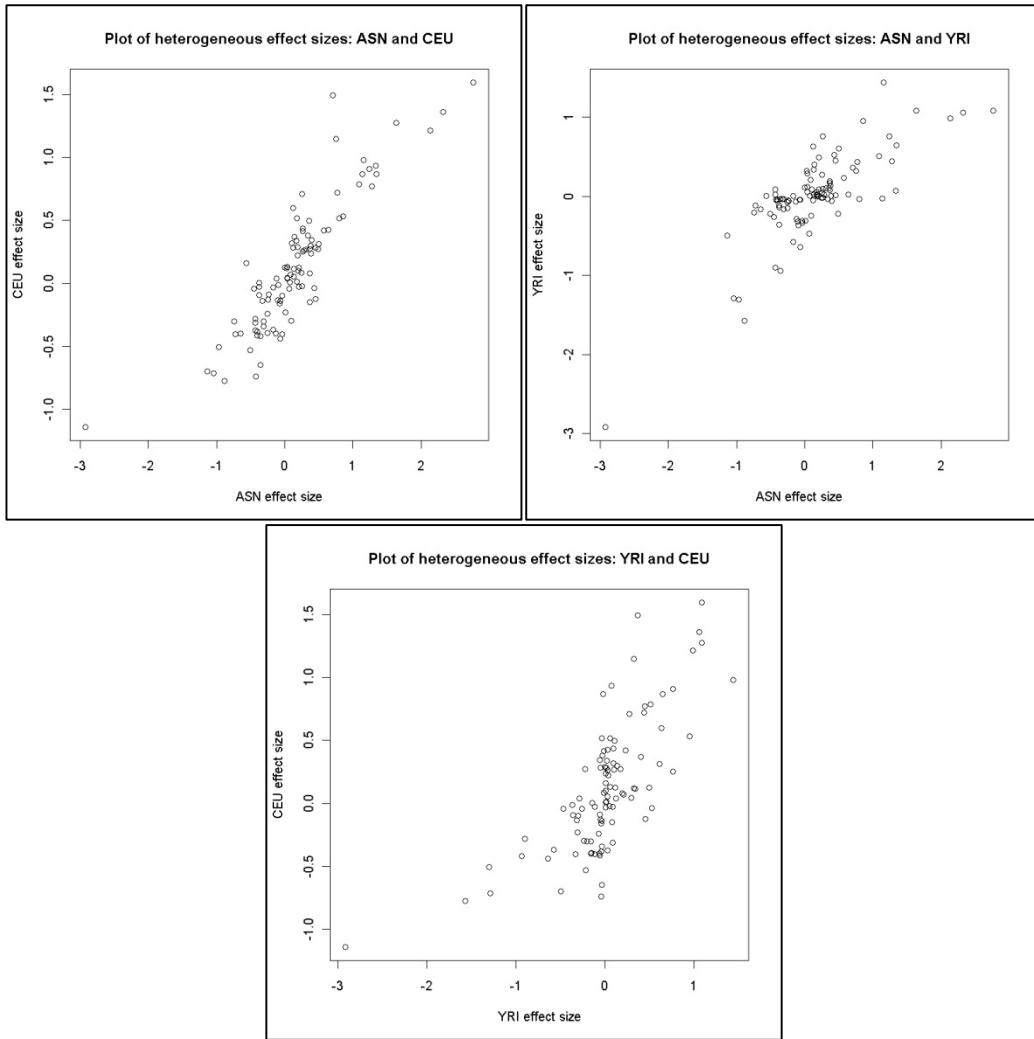 Plot of heterogeneous effect sizes: ASN and CEU
1.5
1.0
0.5
0.0
-0.5
-1.0
CEU effect size
-3 -2 -1 0 1 2
ASN effect size
Plot of heterogeneous effect sizes: ASN and YRI
1
0
-1
-2
-3
YRI effect size
-3 -2 -1 0 1 2
ASN effect size
Plot of heterogeneous effect sizes: YRI and CEU
1.5
1.0
0.5
0.0
-0.5
-1.0
CEU effect size
-3 -2 -1 0 1
YRI effect size